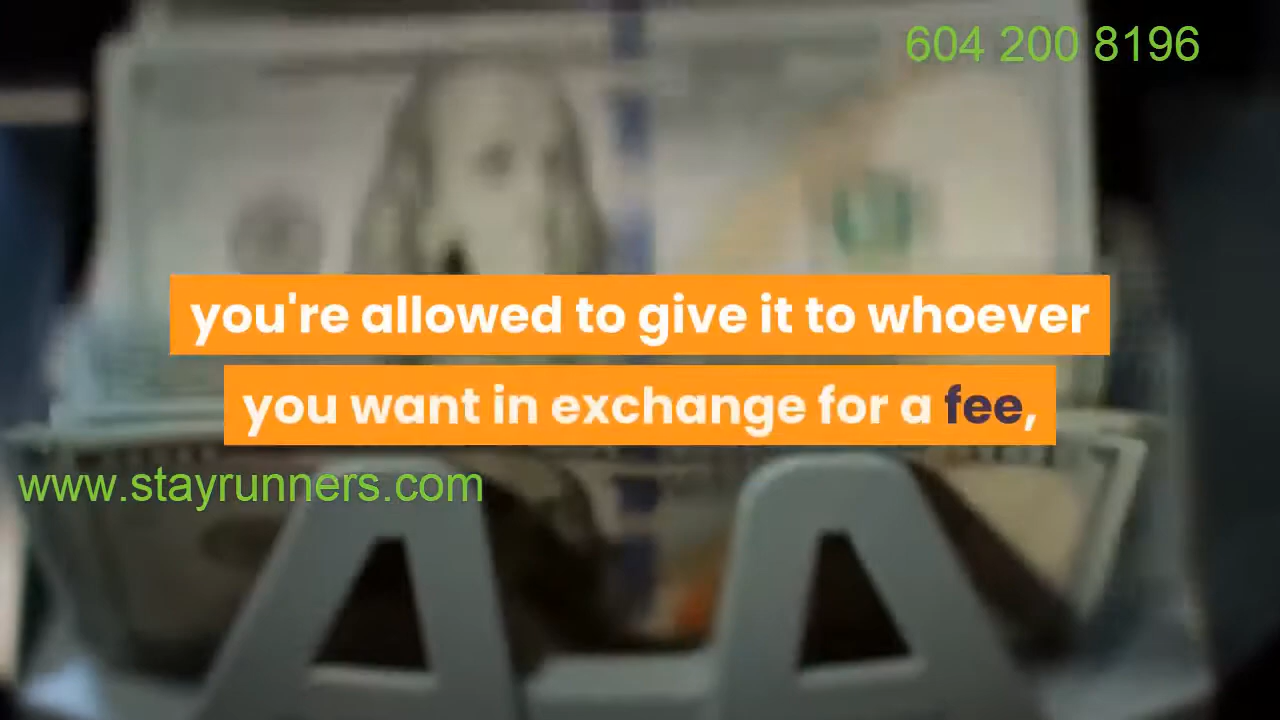 604 200 8196
you're allowed to give it to whoever
you want in exchange for a fee,
www.stayrunners.com